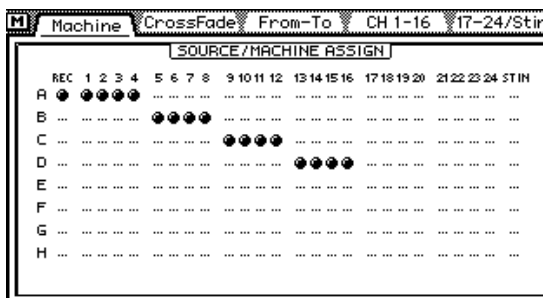 M Machine CrossFade From-To CH 1-16 17-24/Stin
SOURCE/MACHINE ASSIGN
REC 1 2 3 4 5 6 7 8 9 10 11 12 13 14 15 16 17 18 19 20 21 22 23 24 ST IN
A
B
C
D
E
F
G
H